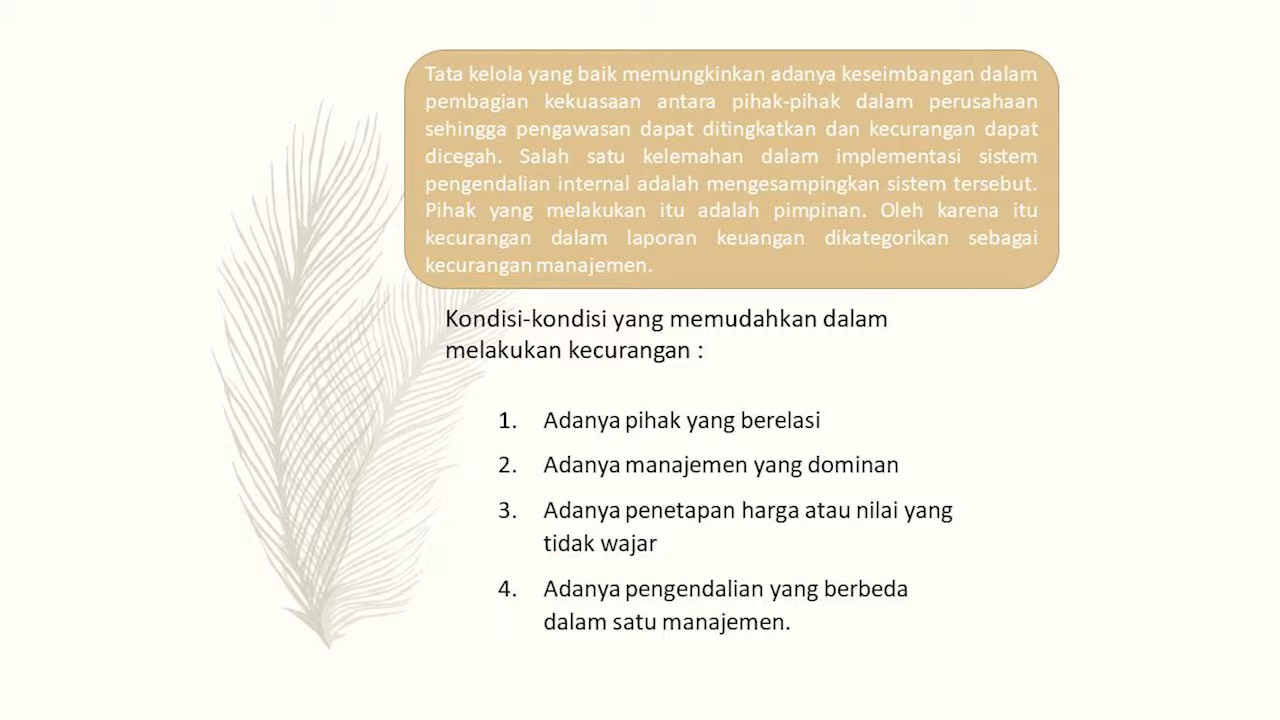 Tata kelola yang baik memungkinkan adanya keseimbangan dalam
pembagian kekuasaan antara pihak-pihak dalam perusahaan
sehingga pengawasan dapat ditingkatkan dan kecurangan dapat
dicegah. Salah satu kelemahan dalam implementasi sistem
pengendalian internal adalah mengesampingkan sistem tersebut.
Pihak yang melakukan itu adalah pimpinan. Oleh karena itu
kecurangan dalam laporan keuangan dikategorikan sebagai
kecurangan manajemen.
Kondisi-kondisi yang memudahkan dalam
melakukan kecurangan :
1. Adanya pihak yang berelasi
2. Adanya manajemen yang dominan
3. Adanya penetapan harga atau nilai yang
tidak wajar
4. Adanya pengendalian yang berbeda
dalam satu manajemen.